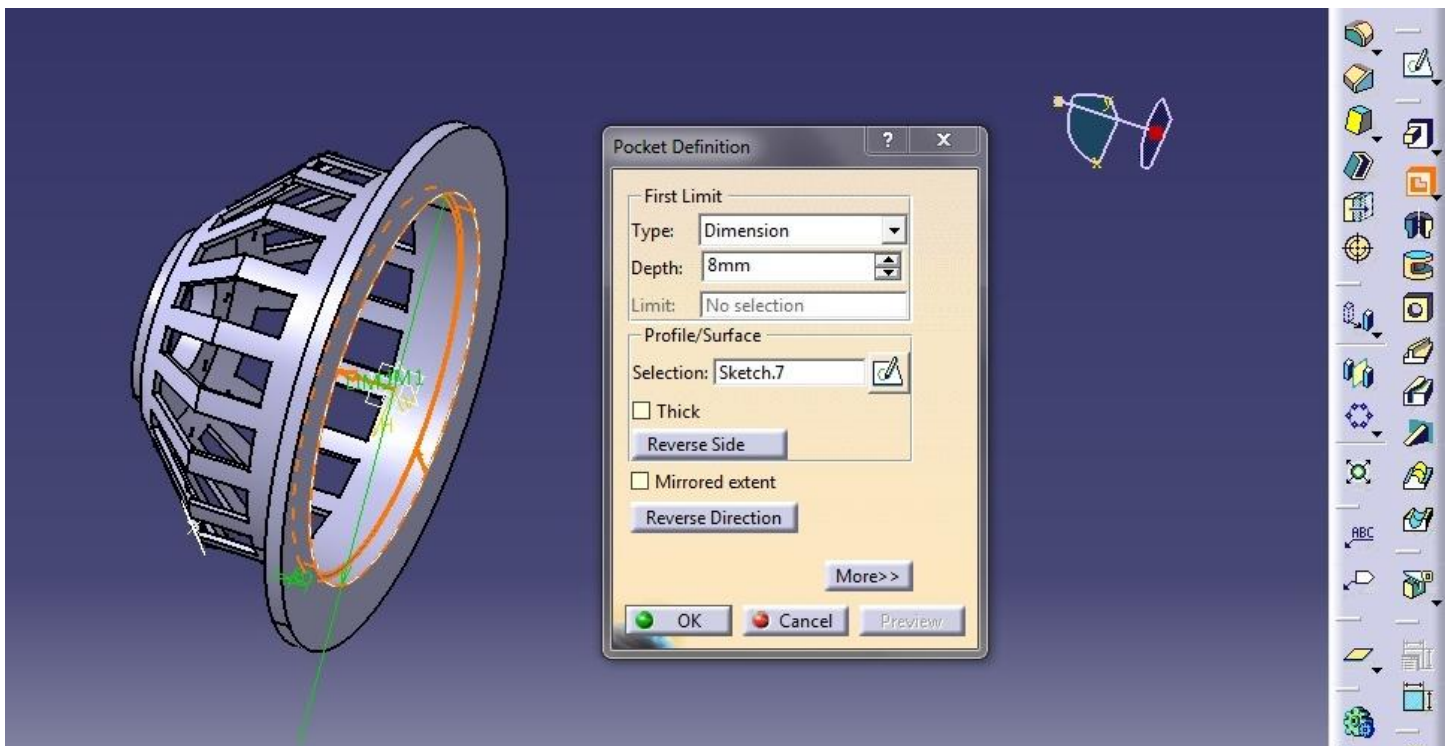 Pocket Definition
? X
First Limit
Type: Dimension
Depth: 8mm
Limit: No selection
Profile/Surface
Selection: Sketch.7
Thick
Reverse Side
Mirrored extent
Reverse Direction
More>>
OK Cancel Preview
ABC